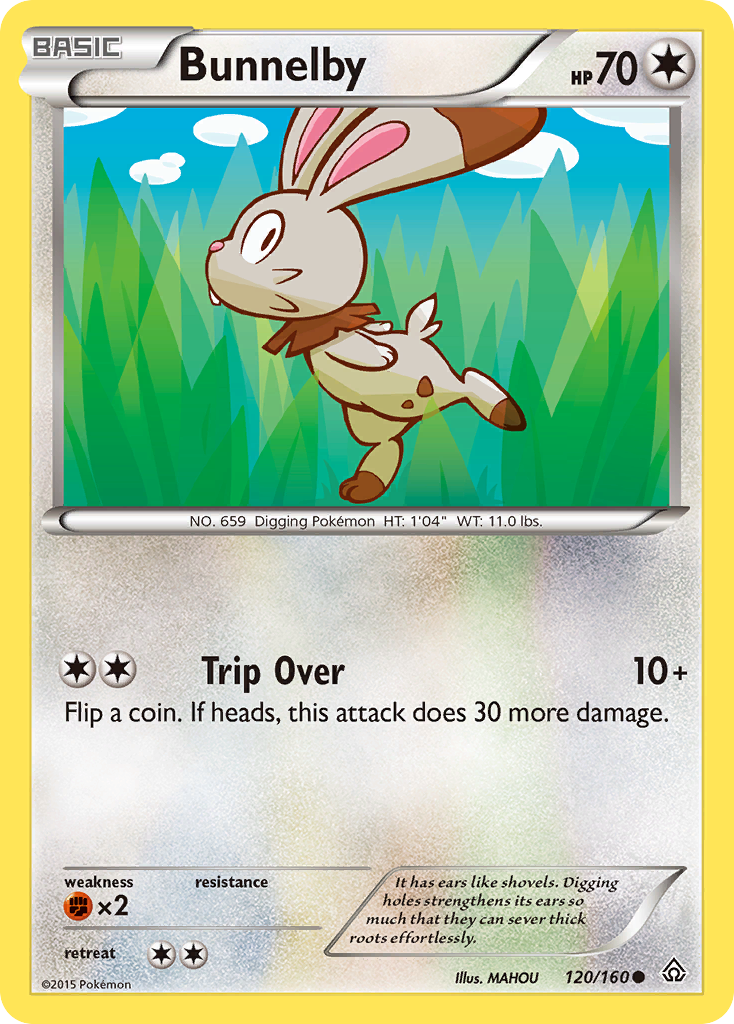 BASIC
Bunnelby
HP70
NO. 659 Digging Pokémon HT: 1'04" WT: 11.0 lbs.
Trip Over 10+
Flip a coin. If heads, this attack does 30 more damage.
weakness resistance
×2
It has ears like shovels. Digging
holes strengthens its ears so
much that they can sever thick
roots effortlessly.
retreat
©2015 Pokémon
Illus. MAHOU 120/160